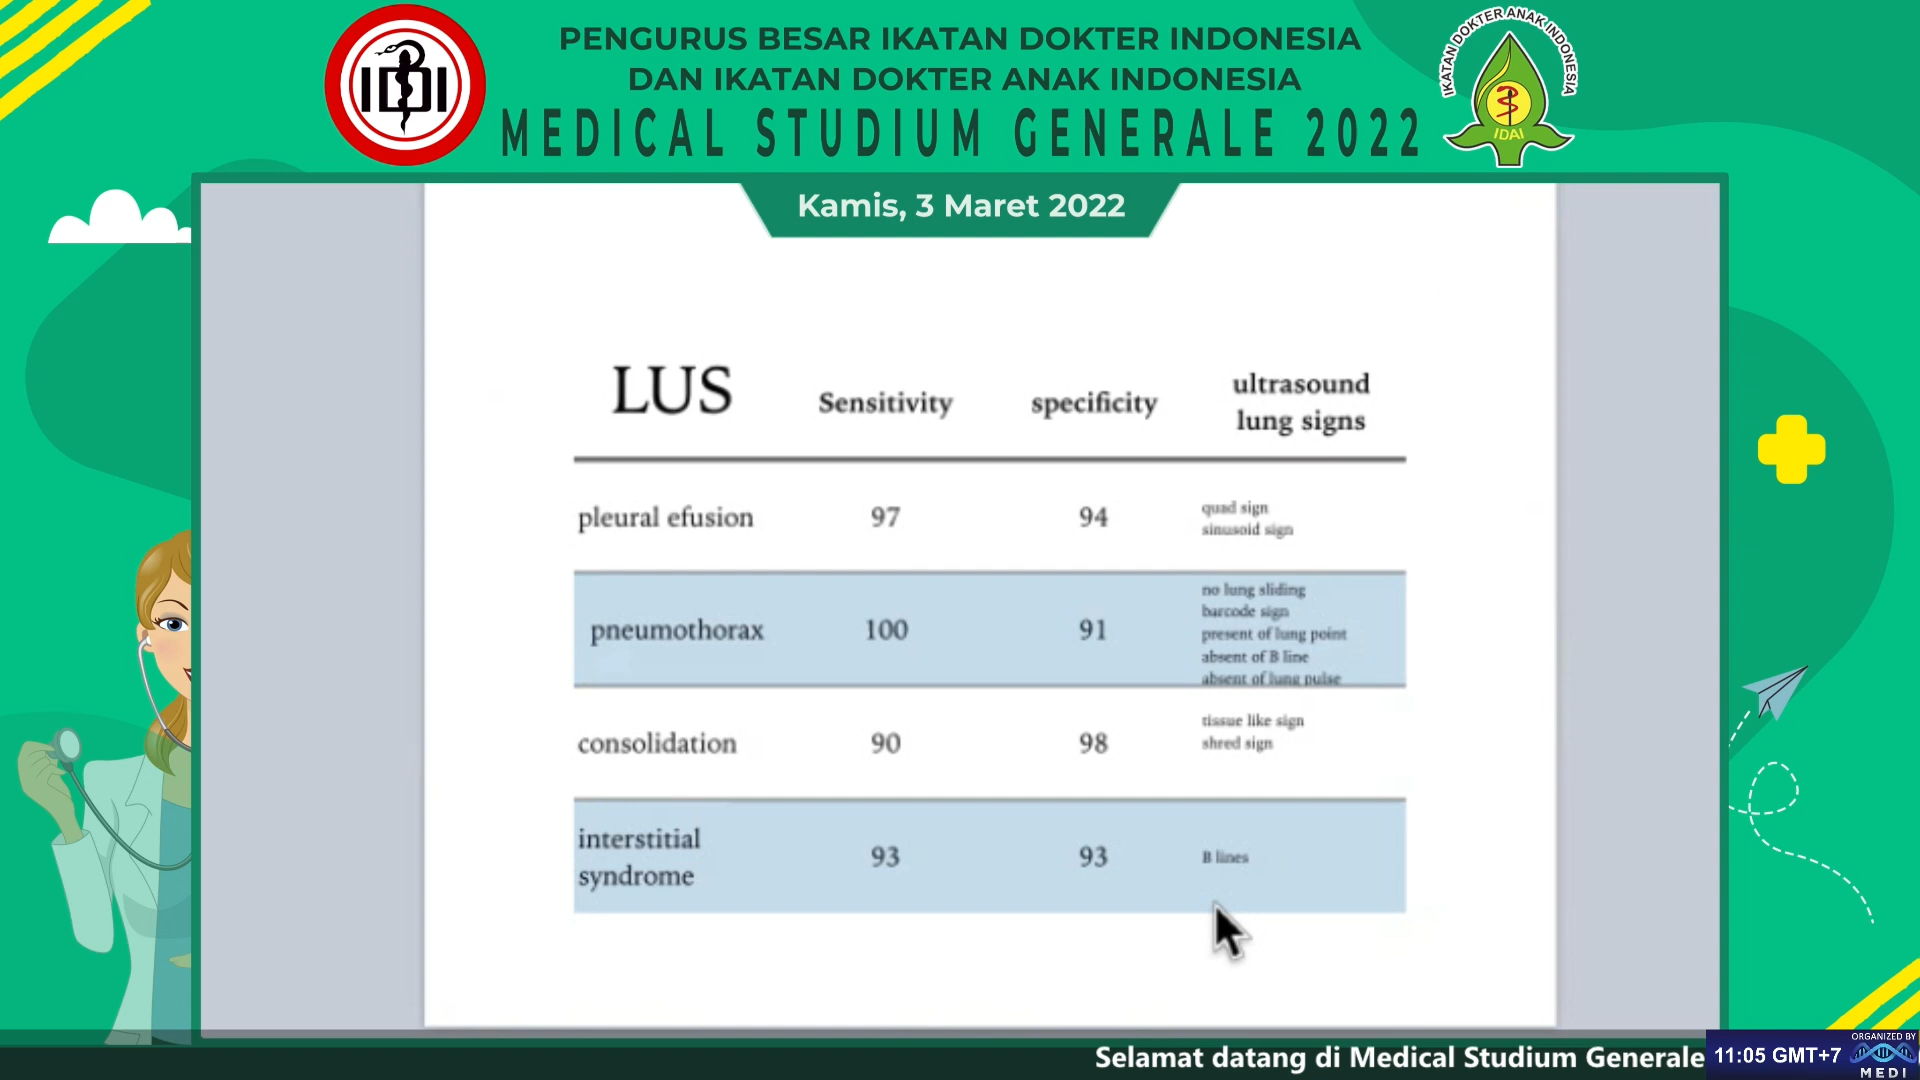 PENGURUS BESAR IKATAN DOKTER INDONESIA
DAN IKATAN DOKTER ANAK INDONESIA
MEDICAL STUDIUM GENERALE 2022
IDI
IKATAN DOKTER ANAK INDONESIA
IDAI
Kamis, 3 Maret 2022
LUS Sensitivity specificity ultrasound
lung signs
pleural efusion 97 94 quad sign
sinusoid sign
pneumothorax 100 91 no lung sliding
barcode sign
present of lung point
absent of B line
absent of lung pulse
consolidation 90 98 tissue like sign
shred sign
interstitial
syndrome 93 93 B lines
Selamat datang di Medical Studium Generale
11:05 GMT+7
ORGANIZED BY
MEDI